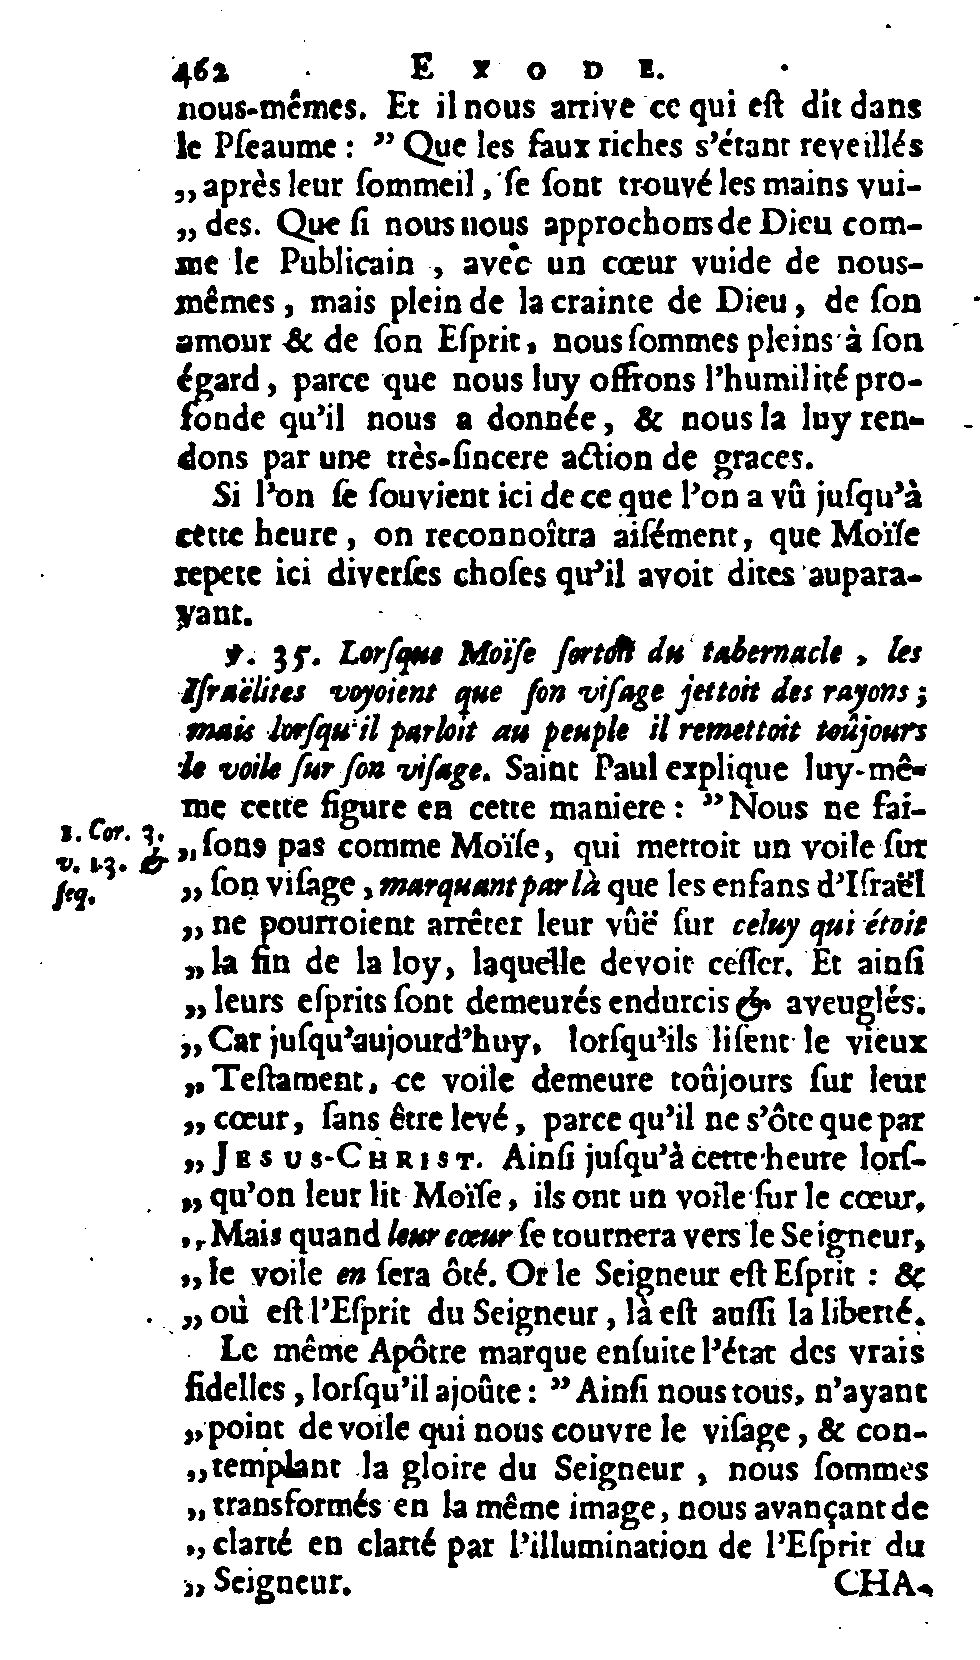 462 EXODE.
nous-mêmes. Et il nous arrive ce qui eſt dit dans
le Pſeaume : ” Que les faux riches s’étant reveillés
„ après leur ſommeil, ſe ſont trouvé les mains vui-
„ des. Que ſi nous nous approchons de Dieu com-
me le Publicain , avec un cœur vuide de nous-
mêmes , mais plein de la crainte de Dieu, de ſon
amour & de ſon Eſprit, nous ſommes pleins à ſon
égard, parce que nous luy offrons l’humilité pro-
fonde qu’il nous a donnée, & nous la luy ren-
dons par une très-ſincere action de graces.
Si l’on ſe ſouvient ici de ce que l’on a vû juſqu’à
cette heure, on reconnoîtra aiſément, que Moïſe
repete ici diverſes choſes qu’il avoit dites aupara-
vant.
℣. 35. Lorſque Moïſe ſortoit du tabernacle, les
Iſraëlites voyoient que ſon viſage jettoit des rayons ;
mais lorſqu’il parloit au peuple il remettoit toûjours
le voile ſur ſon viſage. Saint Paul explique luy-mê-
me cette figure en cette maniere : ” Nous ne fai-
1. Cor. 3.
v. 13. &
ſeq.
„ ſons pas comme Moïſe, qui mettoit un voile ſur
„ ſon viſage , marquant par là que les enfans d’Iſraël
„ ne pourroient arrêter leur vûë ſur celuy qui étoit
„ la fin de la loy, laquelle devoit ceſſer. Et ainſi
„ leurs eſprits ſont demeurés endurcis & aveuglés.
„ Car juſqu’aujourd’huy, lorſqu’ils liſent le vieux
„ Teſtament, ce voile demeure toûjours ſur leur
„ cœur, ſans être levé, parce qu’il ne s’ôte que par
„ JESUS-CHRIST. Ainſi juſqu’à cette heure lorſ-
„ qu’on leur lit Moïſe, ils ont un voile ſur le cœur.
„ Mais quand leur cœur ſe tournera vers le Seigneur,
„ le voile en ſera ôté. Or le Seigneur eſt Eſprit : &
„ où eſt l’Eſprit du Seigneur, là eſt auſſi la liberté.
Le même Apôtre marque enſuite l’état des vrais
fidelles, lorſqu’il ajoûte : ” Ainſi nous tous, n’ayant
„ point de voile qui nous couvre le viſage, & con-
„ templant la gloire du Seigneur , nous ſommes
„ transformés en la même image, nous avançant de
„ clarté en clarté par l’illumination de l’Eſprit du
„ Seigneur.
CHA-